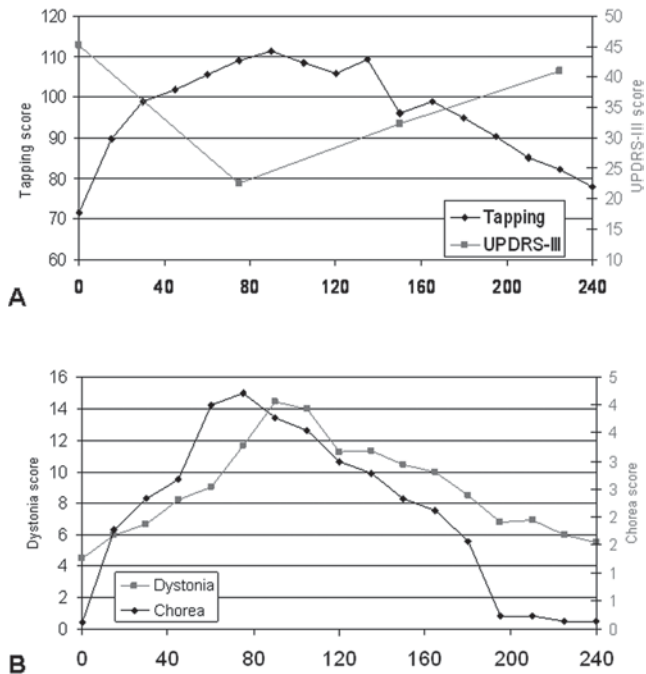 Tapping score
120
110
100
90
80
70
60
50
45
40
35
30
25
20
15
10
UPDRS-III score
Tapping
UPDRS-III
0 40 80 120 160 200 240
A
Dystonia score
16
14
12
10
8
6
4
2
0
5
4
4
3
3
2
2
1
1
0
Chorea score
Dystonia
Chorea
0 40 80 120 160 200 240
B